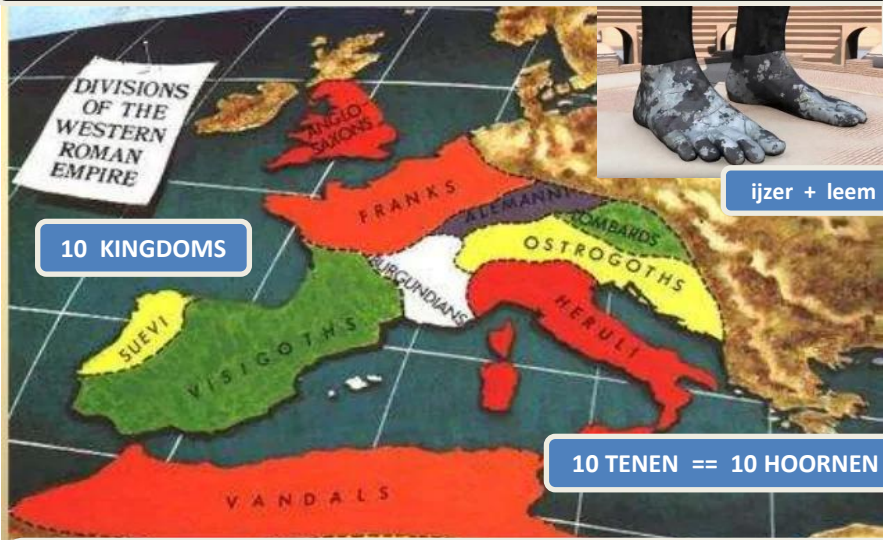 DIVISIONS
OF THE
WESTERN
ROMAN
EMPIRE
ANGLO-
SAXONS
ijzer + leem
FRANKS
ALEMANNI
LOMBARDS
10 KINGDOMS
OSTROGOTHS
BURGUNDIANS
HERULI
SUEVI
VISIGOTHS
10 TENEN == 10 HOORNEN
VANDALS